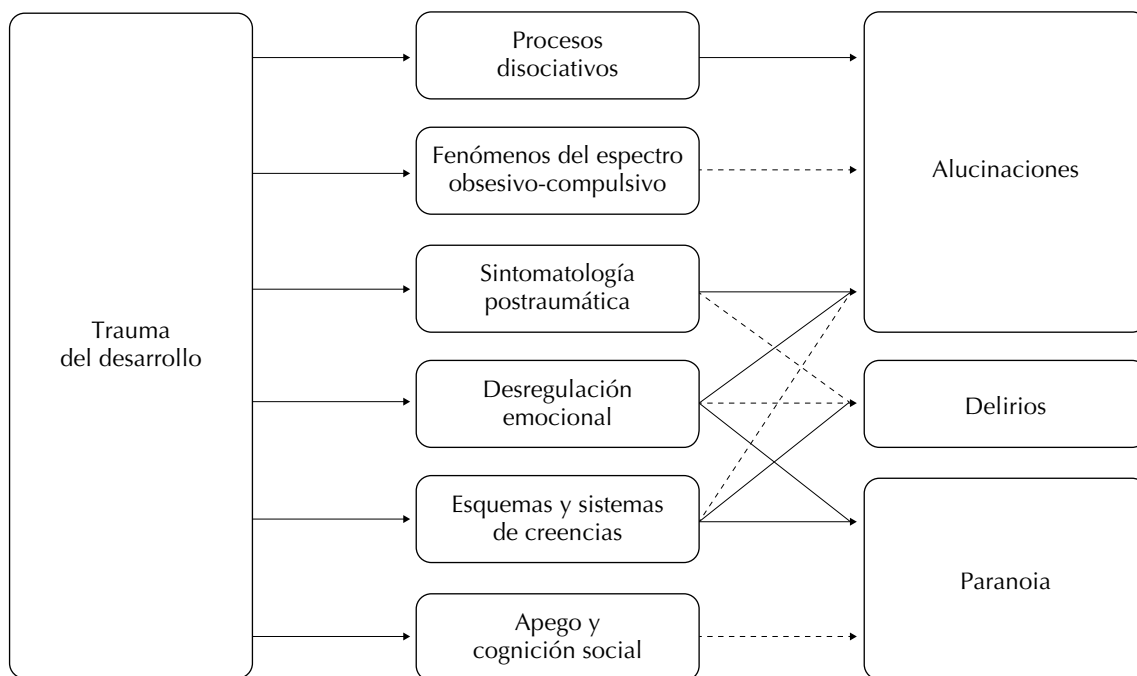 Trauma
del desarrollo
Procesos
disociativos
Fenómenos del espectro
obsesivo-compulsivo
Sintomatología
postraumática
Desregulación
emocional
Esquemas y sistemas
de creencias
Apego y
cognición social
Alucinaciones
Delirios
Paranoia